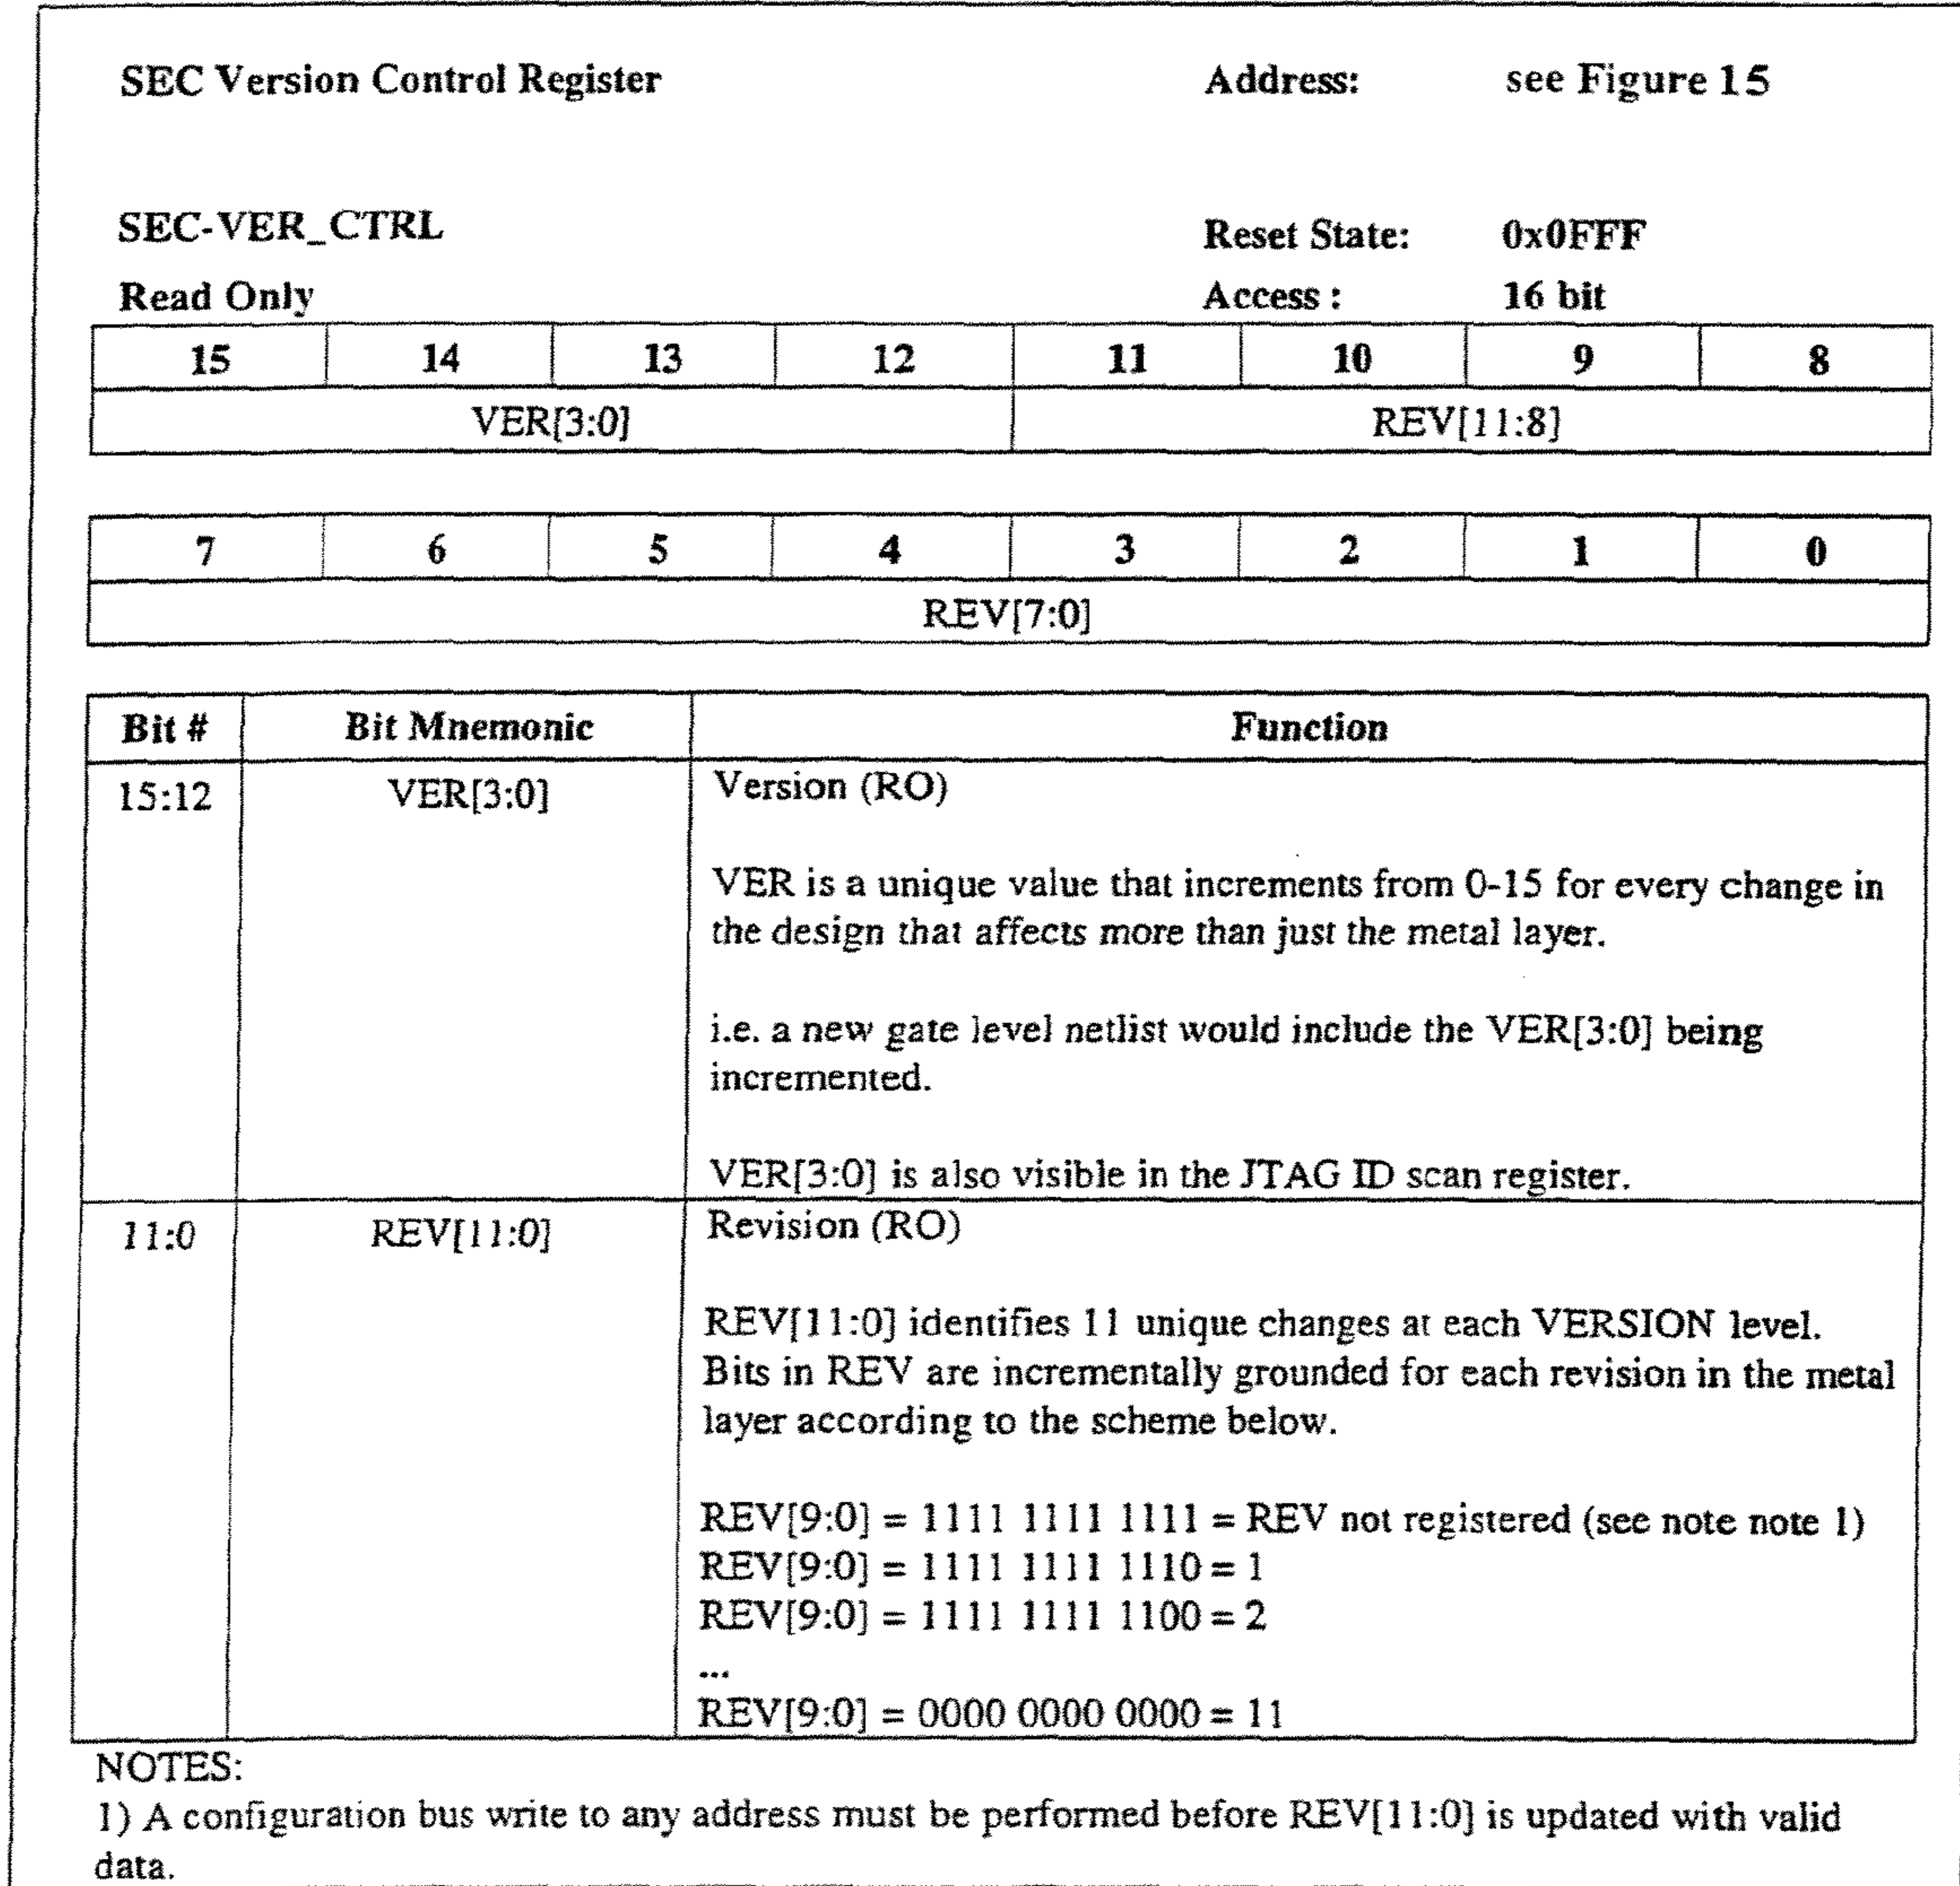 SEC Version Control Register Address: see Figure 15
SEC-VER_CTRL Reset State: 0x0FFF
Read Only Access : 16 bit
15 14 13 12 11 10 9 8
VER[3:0] REV[11:8]
7 6 5 4 3 2 1 0
REV[7:0]
Bit # Bit Mnemonic Function
15:12 VER[3:0] Version (RO)
VER is a unique value that increments from 0-15 for every change in
the design that affects more than just the metal layer.
i.e. a new gate level netlist would include the VER[3:0] being
incremented.
VER[3:0] is also visible in the JTAG ID scan register.
11:0 REV[11:0] Revision (RO)
REV[11:0] identifies 11 unique changes at each VERSION level.
Bits in REV are incrementally grounded for each revision in the metal
layer according to the scheme below.
REV[9:0] = 1111 1111 1111 = REV not registered (see note note 1)
REV[9:0] = 1111 1111 1110 = 1
REV[9:0] = 1111 1111 1100 = 2
...
REV[9:0] = 0000 0000 0000 = 11
NOTES:
1) A configuration bus write to any address must be performed before REV[11:0] is updated with valid
data.